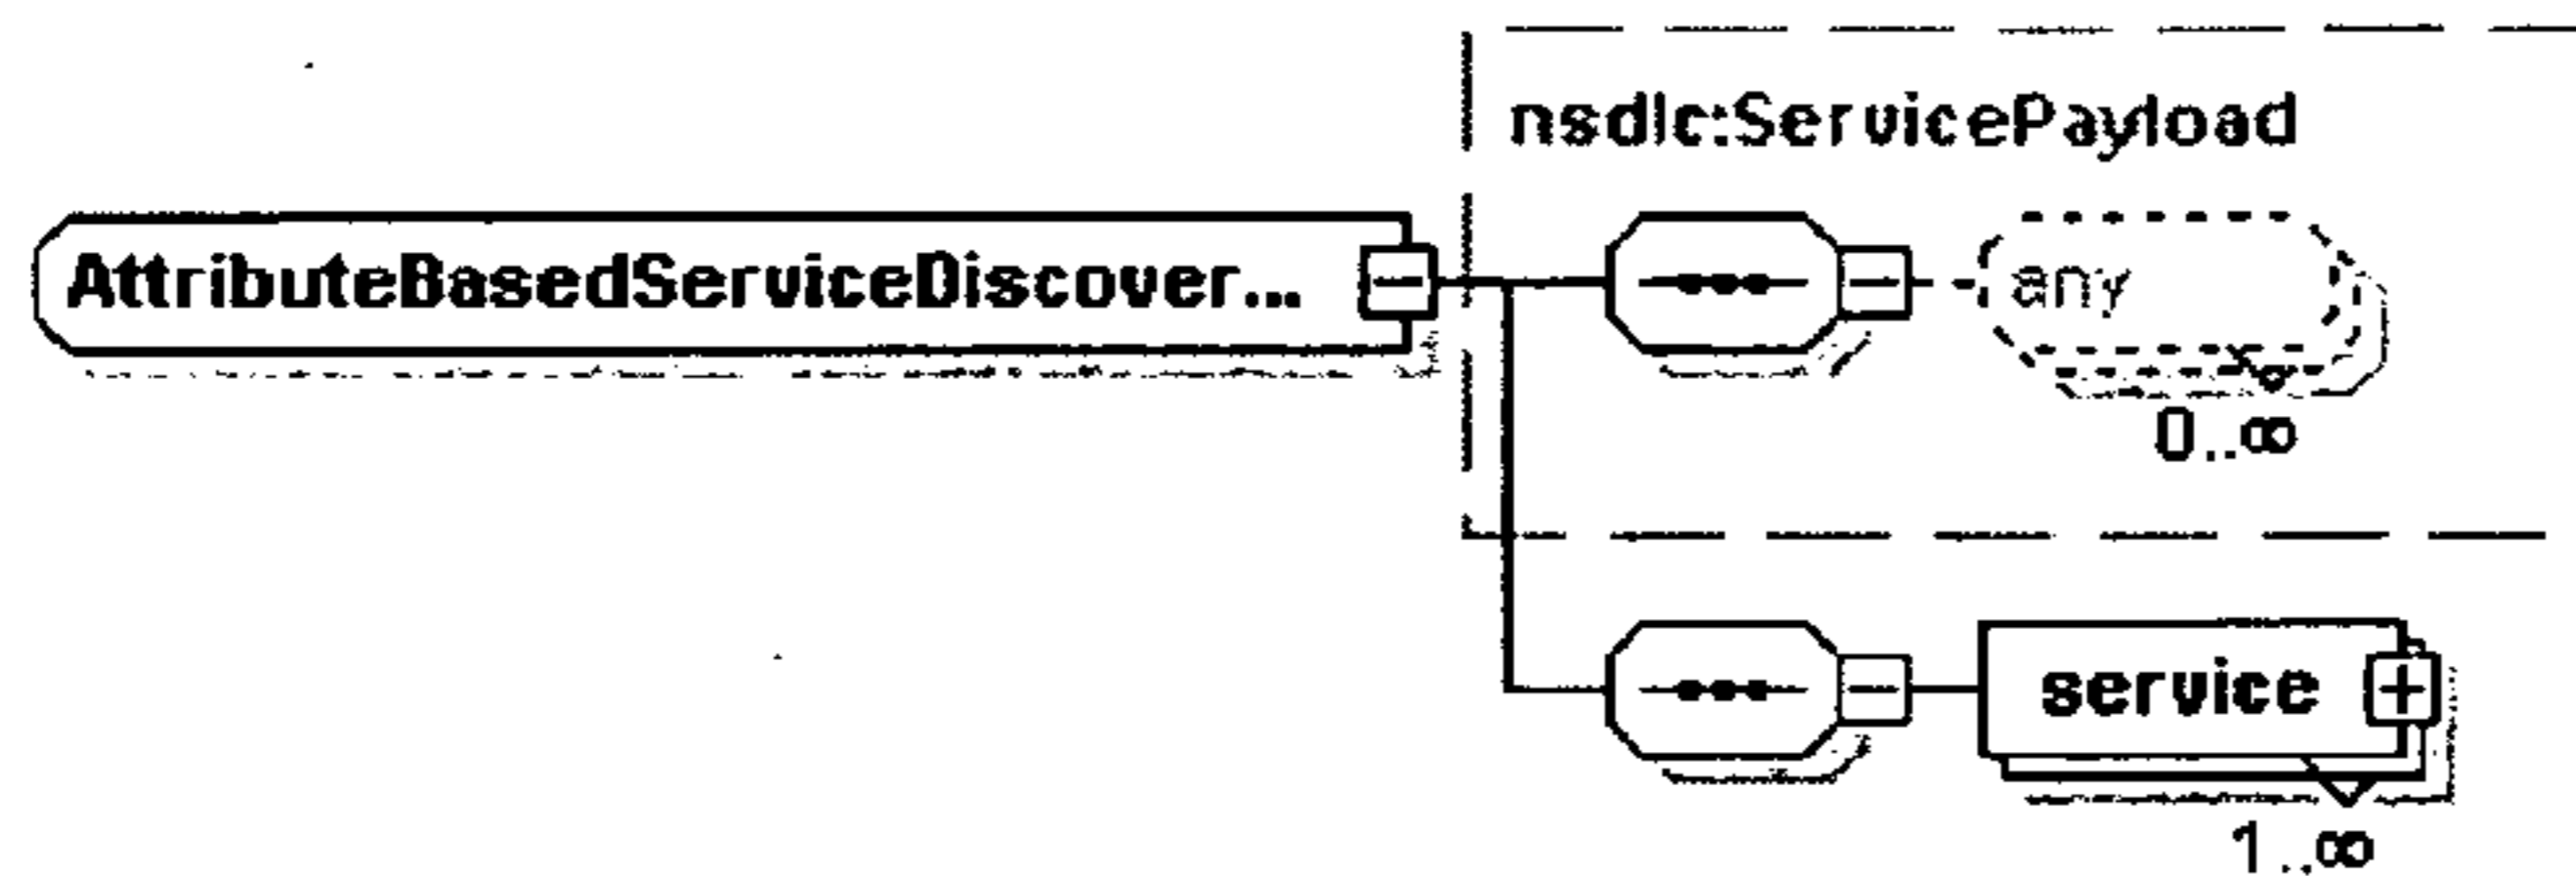 nsdlc:ServicePayload
AttributeBasedServiceDiscover...
any
0..∞
service
1..∞